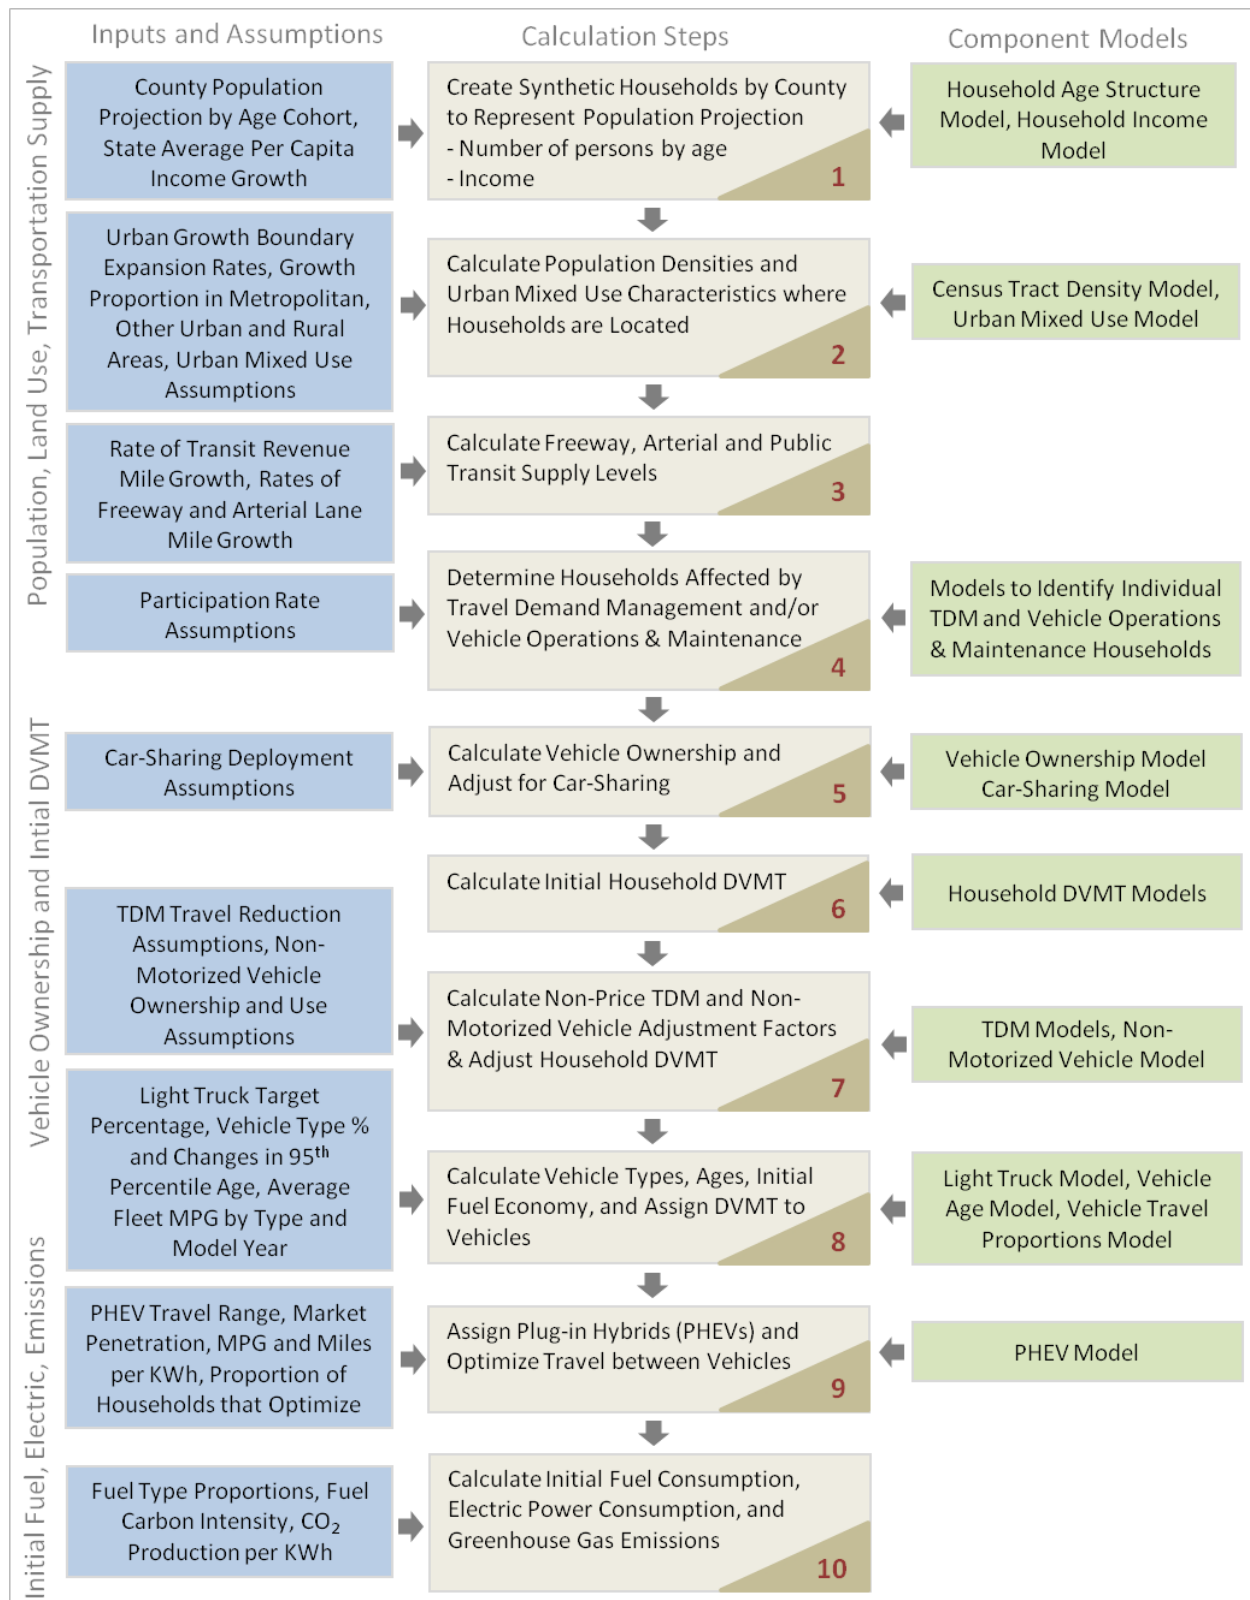 Inputs and Assumptions
Calculation Steps
Component Models
Population, Land Use, Transportation Supply
County Population
Projection by Age Cohort,
State Average Per Capita
Income Growth
Create Synthetic Households by County
to Represent Population Projection
- Number of persons by age
- Income
1
Household Age Structure
Model, Household Income
Model
Urban Growth Boundary
Expansion Rates, Growth
Proportion in Metropolitan,
Other Urban and Rural
Areas, Urban Mixed Use
Assumptions
Calculate Population Densities and
Urban Mixed Use Characteristics where
Households are Located
2
Census Tract Density Model,
Urban Mixed Use Model
Rate of Transit Revenue
Mile Growth, Rates of
Freeway and Arterial Lane
Mile Growth
Calculate Freeway, Arterial and Public
Transit Supply Levels
3
Participation Rate
Assumptions
Determine Households Affected by
Travel Demand Management and/or
Vehicle Operations & Maintenance
4
Models to Identify Individual
TDM and Vehicle Operations
& Maintenance Households
Vehicle Ownership and Intial DVMT
Car-Sharing Deployment
Assumptions
Calculate Vehicle Ownership and
Adjust for Car-Sharing
5
Vehicle Ownership Model
Car-Sharing Model
Calculate Initial Household DVMT
6
Household DVMT Models
TDM Travel Reduction
Assumptions, Non-
Motorized Vehicle
Ownership and Use
Assumptions
Calculate Non-Price TDM and Non-
Motorized Vehicle Adjustment Factors
& Adjust Household DVMT
7
TDM Models, Non-
Motorized Vehicle Model
Initial Fuel, Electric, Emissions
Light Truck Target
Percentage, Vehicle Type %
and Changes in 95th
Percentile Age, Average
Fleet MPG by Type and
Model Year
Calculate Vehicle Types, Ages, Initial
Fuel Economy, and Assign DVMT to
Vehicles
8
Light Truck Model, Vehicle
Age Model, Vehicle Travel
Proportions Model
PHEV Travel Range, Market
Penetration, MPG and Miles
per KWh, Proportion of
Households that Optimize
Assign Plug-in Hybrids (PHEVs) and
Optimize Travel between Vehicles
9
PHEV Model
Fuel Type Proportions, Fuel
Carbon Intensity, CO2
Production per KWh
Calculate Initial Fuel Consumption,
Electric Power Consumption, and
Greenhouse Gas Emissions
10